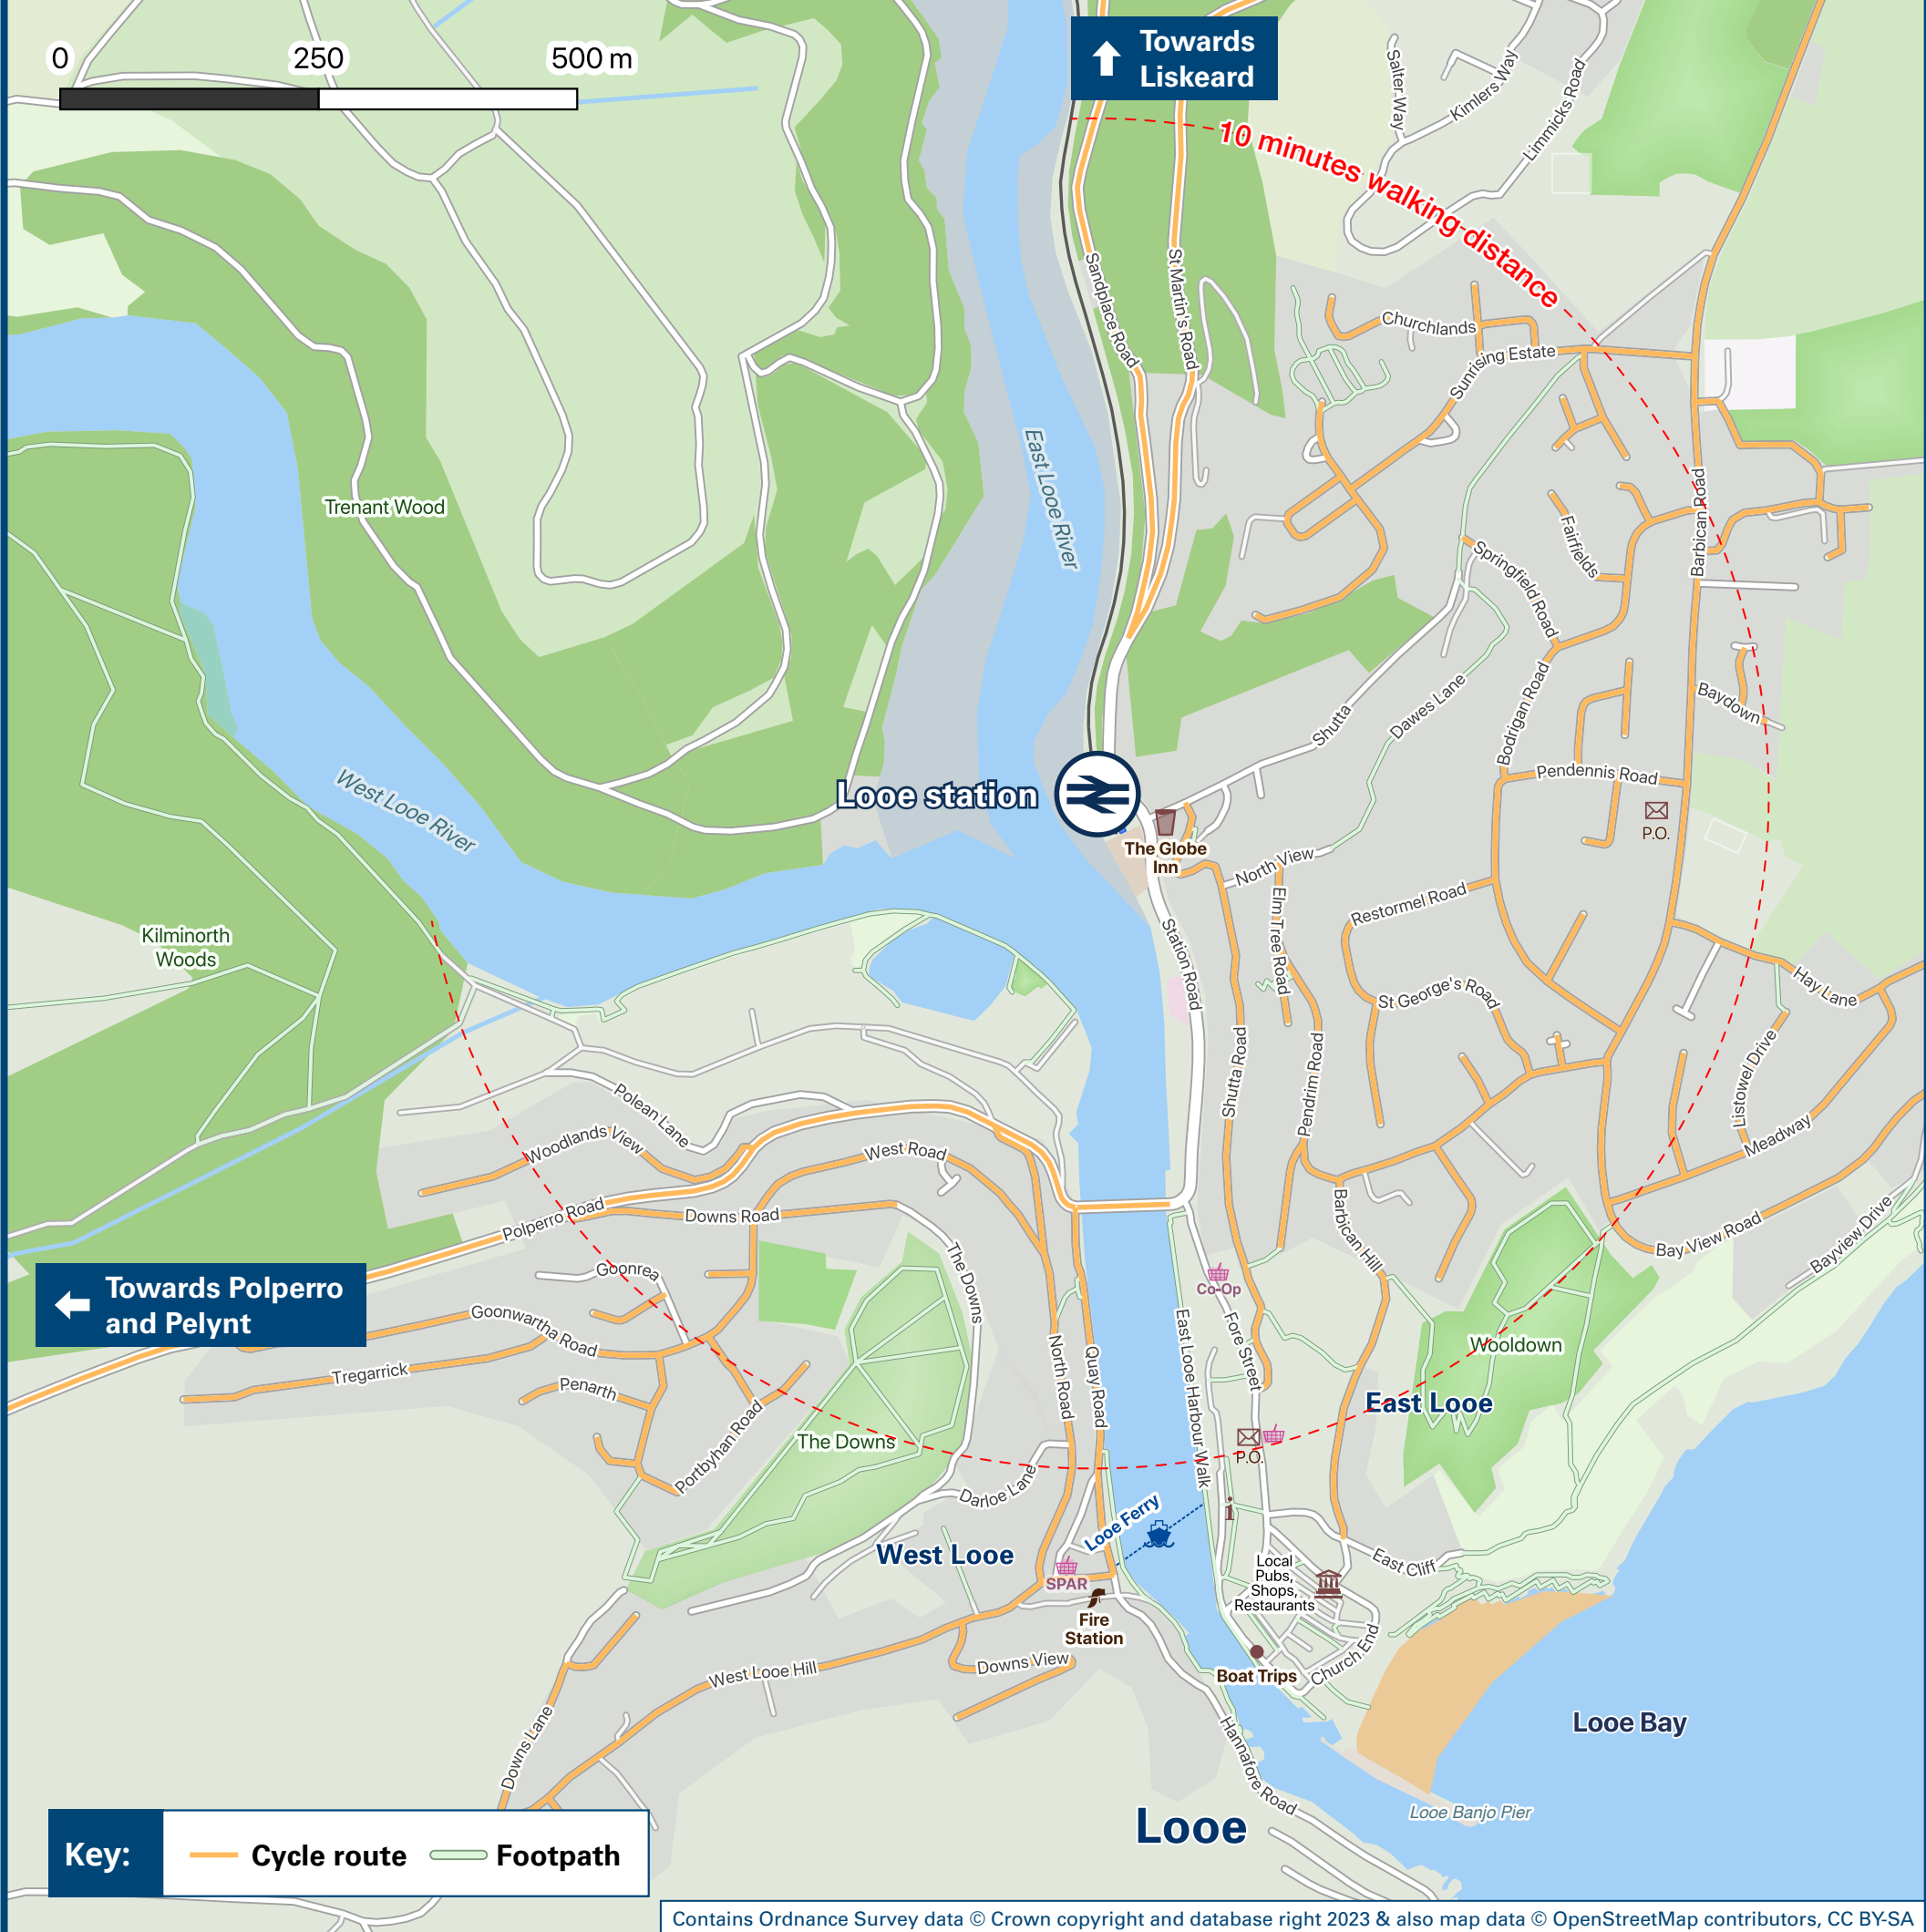 0 250 500 m
Towards
Liskeard
10 minutes walking distance
Salter Way
Kimlers Way
Limmicks Road
Sandplace Road
St Martin's Road
Churchlands
Sunrising Estate
East Looe River
Trenant Wood
Barbican Road
Fairfields
Springfield Road
Baydown
Bodrigan Road
Dawes Lane
Shutta
Pendennis Road
West Looe River
Looe station
P.O.
The Globe
Inn
North View
Elm Tree Road
Restormel Road
Kilminorth
Woods
Station Road
St George's Road
Hay Lane
Shutta Road
Pendrim Road
Listowel Drive
Meadway
Polean Lane
Woodlands View
West Road
Polperro Road
Downs Road
The Downs
Barbican Hill
Bay View Road
Bayview Drive
Towards Polperro
and Pelynt
Goonrea
Goonwartha Road
Tregarrick
Penarth
Portbyhan Road
The Downs
North Road
Quay Road
East Looe Harbour Walk
Co-Op
Fore Street
Wooldown
East Looe
P.O.
Darloe Lane
Looe Ferry
West Looe
SPAR
Fire
Station
Local
Pubs,
Shops,
Restaurants
East Cliff
Church End
Boat Trips
Downs View
West Looe Hill
Downs Lane
Hannafore Road
Looe Bay
Looe Banjo Pier
Looe
Key:
Cycle route
Footpath
Contains Ordnance Survey data © Crown copyright and database right 2023 & also map data © OpenStreetMap contributors, CC BY-SA